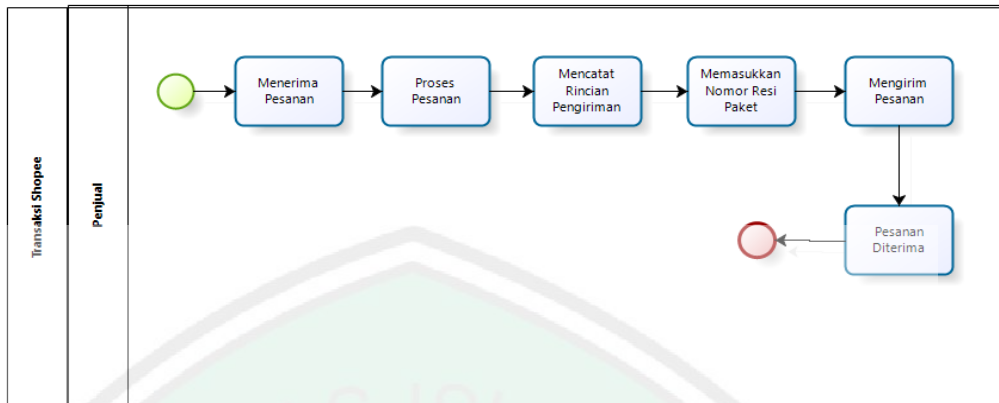 Transaksi Shopee
Penjual
Menerima
Pesanan
Proses
Pesanan
Mencatat
Rincian
Pengiriman
Memasukkan
Nomor Resi
Paket
Mengirim
Pesanan
Pesanan
Diterima